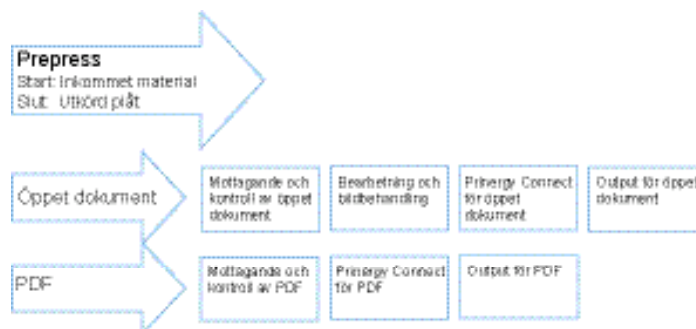 Prepress
Start: Inkommet material
Slut: Utkörd plåt
Öppet dokument
Mottagande och
kontroll av öppet
dokument
Bearbetning och
bildbehandling
Prinergy Connect
för öppet
dokument
Output för öppet
dokument
PDF
Mottagande och
kontroll av PDF
Prinergy Connect
för PDF
Output för PDF